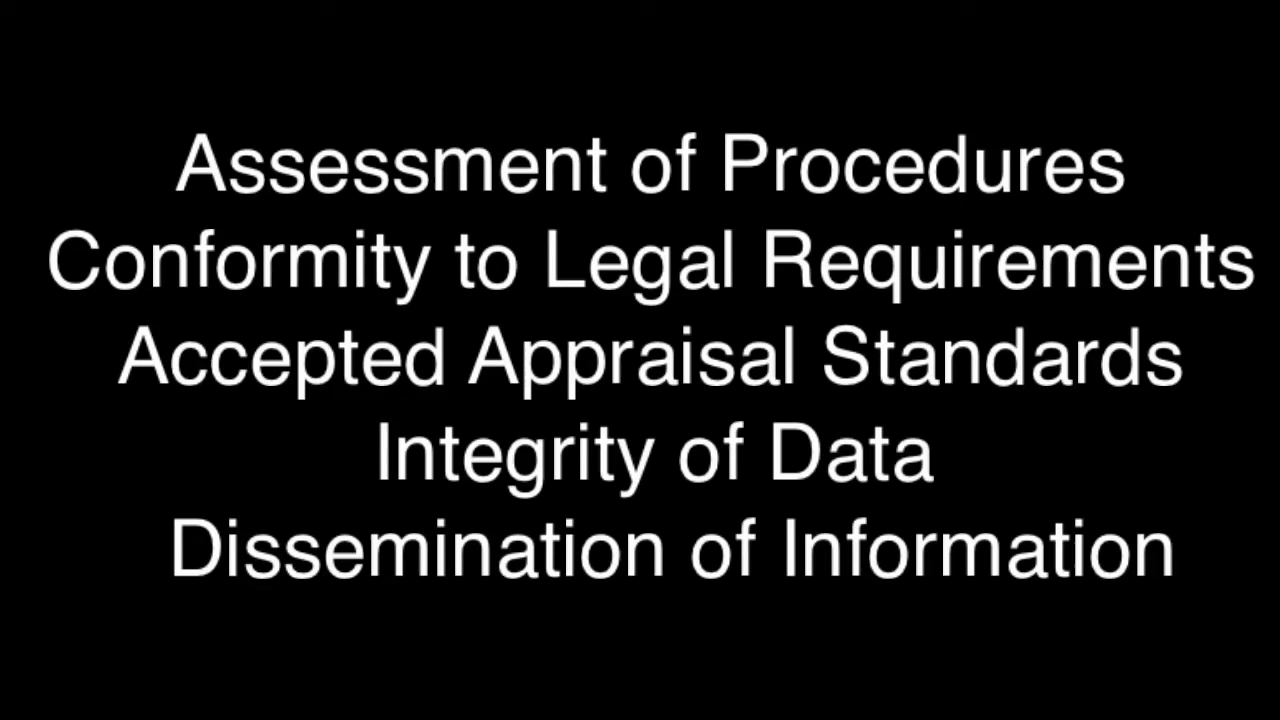 Assessment of Procedures
Conformity to Legal Requirements
Accepted Appraisal Standards
Integrity of Data
Dissemination of Information